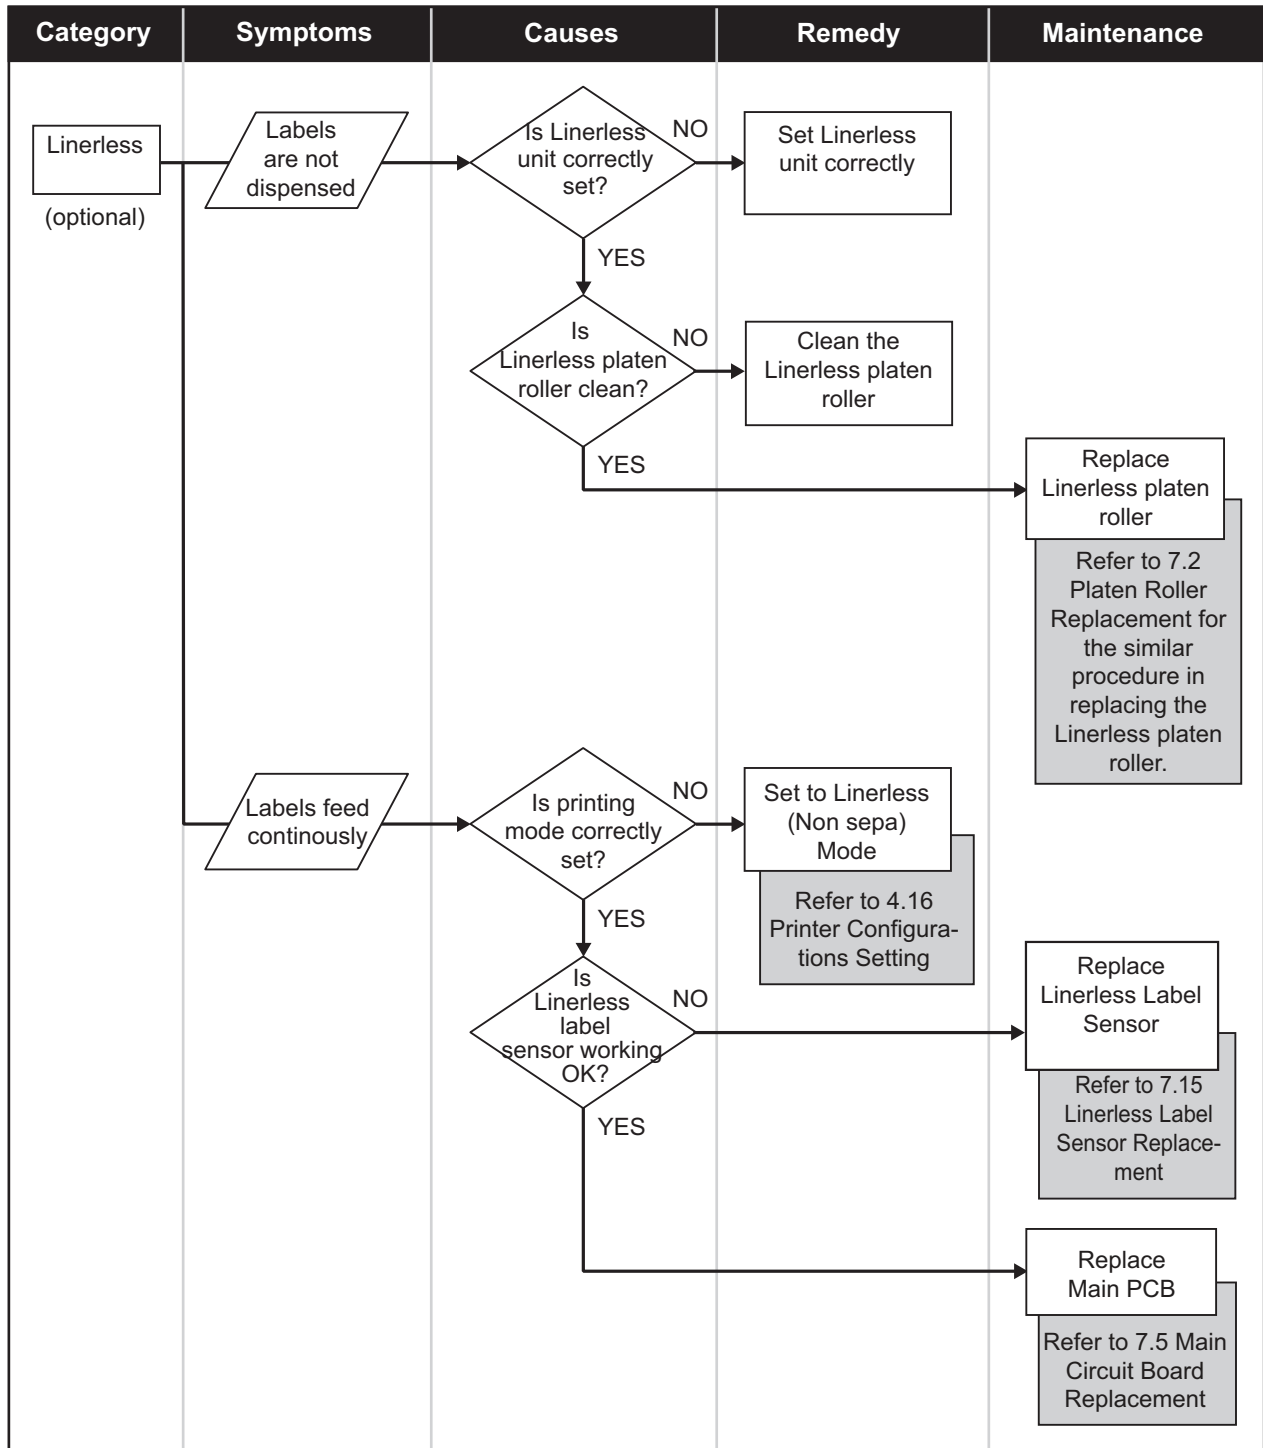 Category
Symptoms
Causes
Remedy
Maintenance
Linerless
(optional)
Labels
are not
dispensed
Is Linerless
unit correctly
set?
NO
Set Linerless
unit correctly
YES
Is
Linerless platen
roller clean?
NO
Clean the
Linerless platen
roller
YES
Replace
Linerless platen
roller
Refer to 7.2
Platen Roller
Replacement for
the similar
procedure in
replacing the
Linerless platen
roller.
Labels feed
continously
Is printing
mode correctly
set?
NO
Set to Linerless
(Non sepa)
Mode
Refer to 4.16
Printer Configura-
tions Setting
YES
Is
Linerless
label
sensor working
OK?
NO
Replace
Linerless Label
Sensor
Refer to 7.15
Linerless Label
Sensor Replace-
ment
YES
Replace
Main PCB
Refer to 7.5 Main
Circuit Board
Replacement